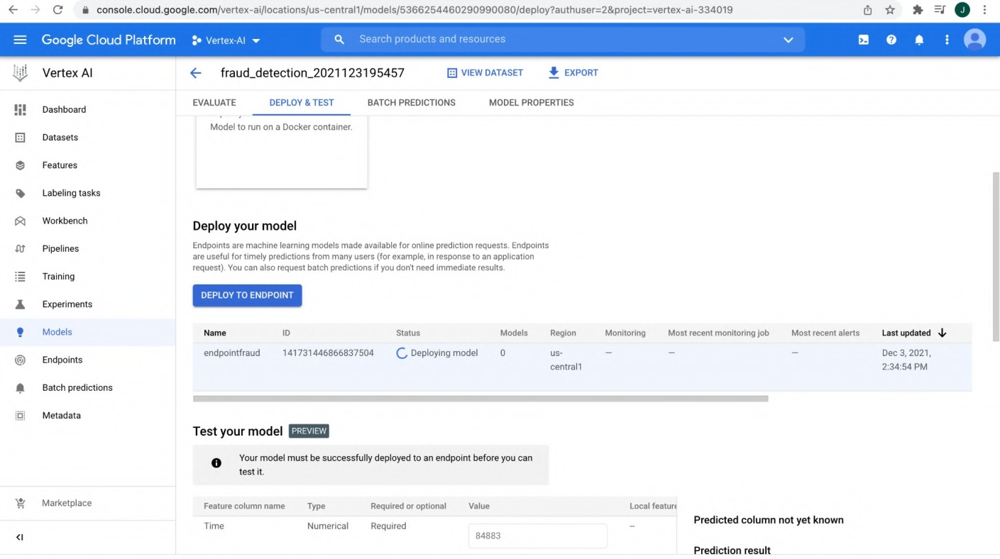 console.cloud.google.com/vertex-ai/locations/us-central1/models/5366254460290990080/deploy?authuser=2&project=vertex-ai-334019
J
Google Cloud Platform
Vertex-AI
Search products and resources
Vertex AI
fraud_detection_2021123195457
VIEW DATASET
EXPORT
EVALUATE
DEPLOY & TEST
BATCH PREDICTIONS
MODEL PROPERTIES
Dashboard
Datasets
Features
Labeling tasks
Workbench
Pipelines
Training
Experiments
Models
Endpoints
Batch predictions
Metadata
Marketplace
Model to run on a Docker container.
Deploy your model
Endpoints are machine learning models made available for online prediction requests. Endpoints
are useful for timely predictions from many users (for example, in response to an application
request). You can also request batch predictions if you don't need immediate results.
DEPLOY TO ENDPOINT
Name ID Status Models Region Monitoring Most recent monitoring job Most recent alerts Last updated
endpointfraud 141731446866837504 Deploying model 0 us- — — — Dec 3, 2021,
central1 2:34:54 PM
Test your model PREVIEW
Your model must be successfully deployed to an endpoint before you can
test it.
Feature column name Type Required or optional Value Local feature
Time Numerical Required 84883 --
Predicted column not yet known
Prediction result